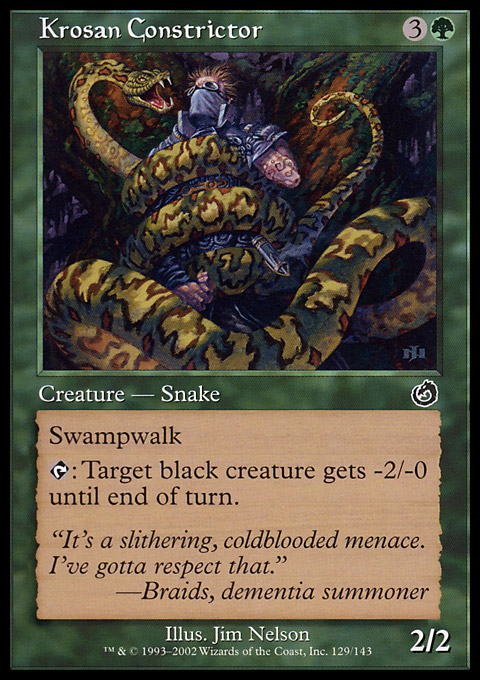 Krosan Constrictor 3
Creature — Snake
Swampwalk
: Target black creature gets -2/-0
until end of turn.
“It’s a slithering, coldblooded menace.
I’ve gotta respect that.”
—Braids, dementia summoner
Illus. Jim Nelson
™ & © 1993–2002 Wizards of the Coast, Inc. 129/143
2/2